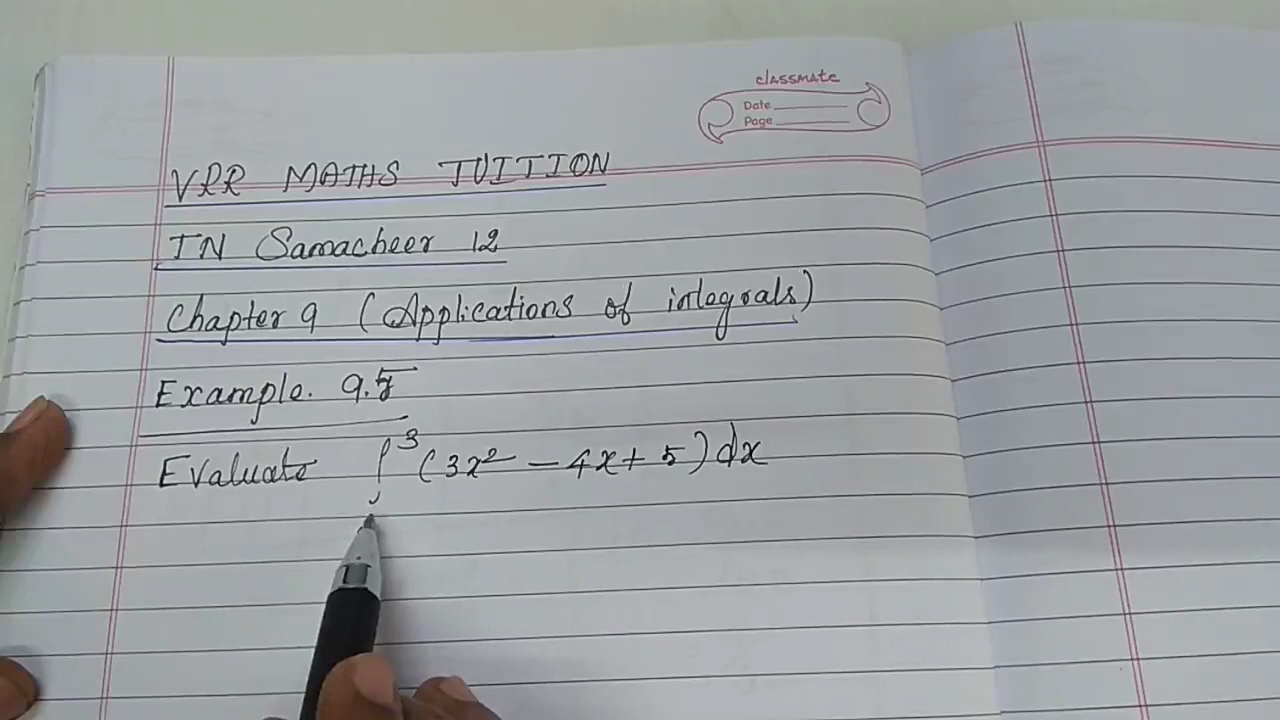 classmate
Date
Page
VRR MATHS TUITION
TN Samacheer 12
Chapter 9 (Applications of integrals)
Example. 9.
Evaluate ∫³ (3x² - 4x + 5) dx